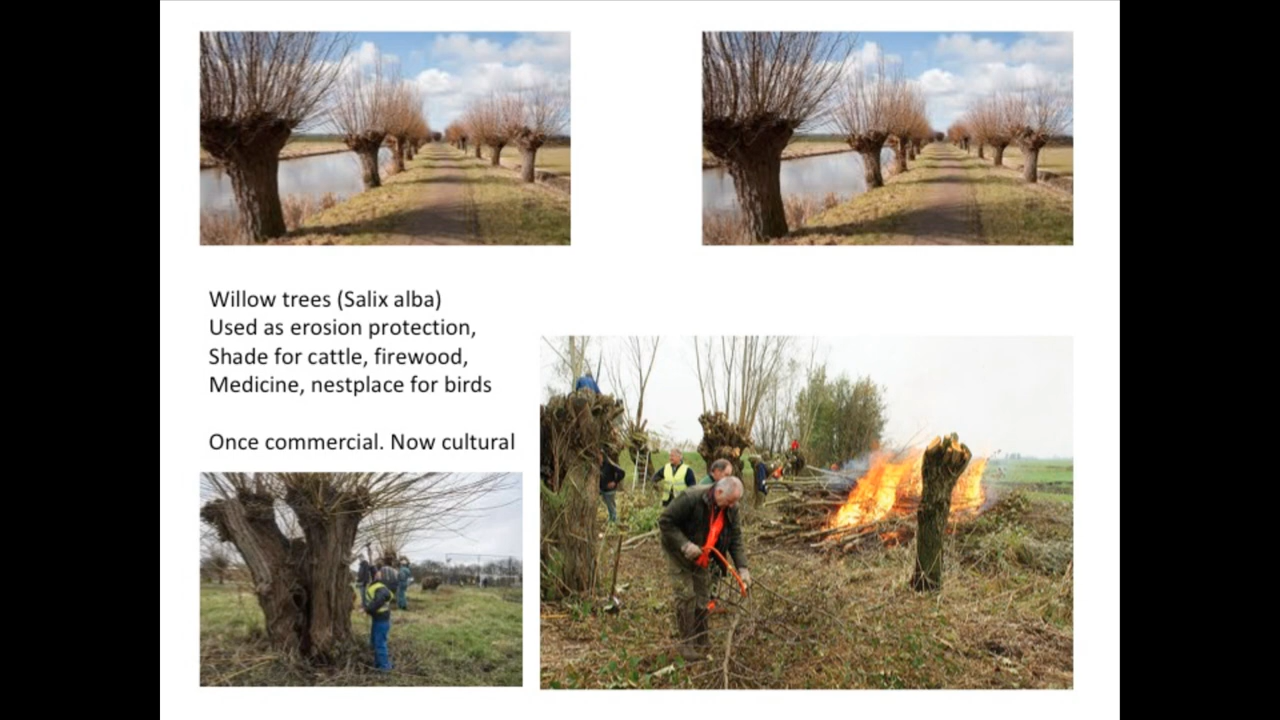 Willow trees (Salix alba)
Used as erosion protection,
Shade for cattle, firewood,
Medicine, nestplace for birds
Once commercial. Now cultural